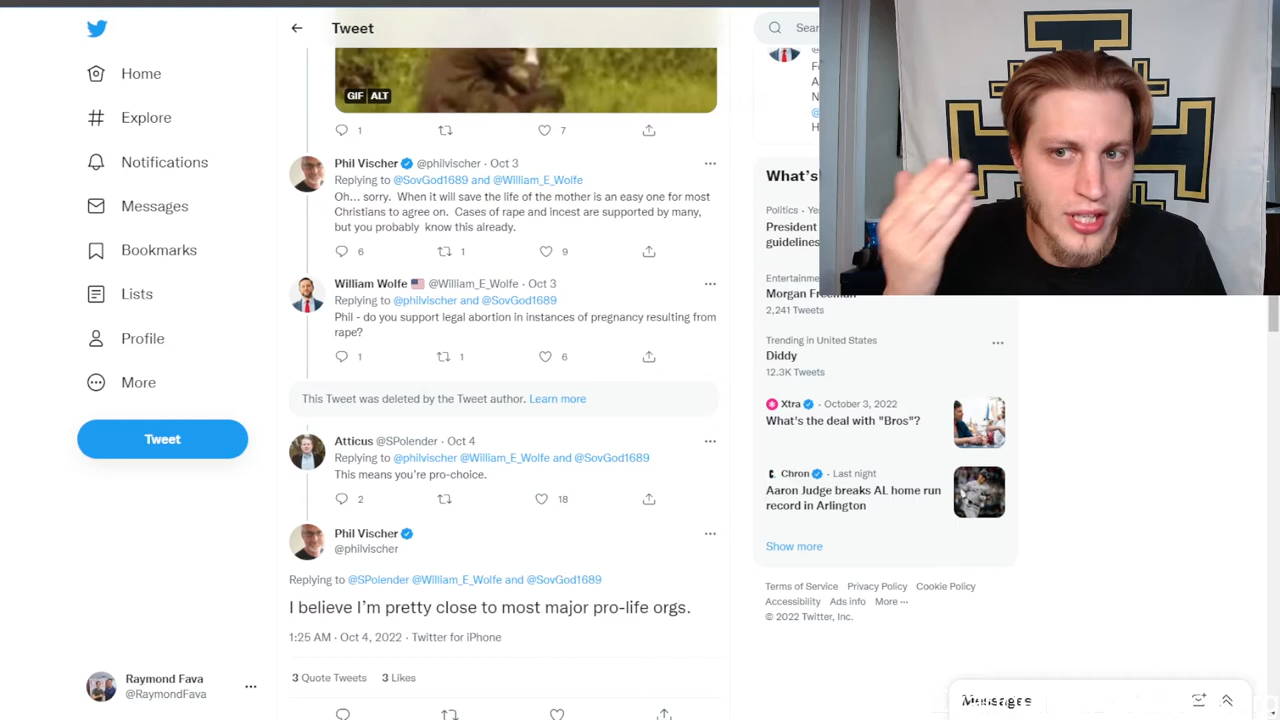 Tweet
Sear
Home
Explore
Notifications
Messages
Bookmarks
Lists
Profile
More
Tweet
Raymond Fava
@RaymondFava
GIF ALT
1 7
Phil Vischer @philvischer · Oct 3
Replying to @SovGod1689 and @William_E_Wolfe
Oh... sorry. When it will save the life of the mother is an easy one for most
Christians to agree on. Cases of rape and incest are supported by many,
but you probably know this already.
6 1 9
William Wolfe @William_E_Wolfe · Oct 3
Replying to @philvischer and @SovGod1689
Phil - do you support legal abortion in instances of pregnancy resulting from
rape?
1 1 6
This Tweet was deleted by the Tweet author. Learn more
Atticus @SPolender · Oct 4
Replying to @philvischer @William_E_Wolfe and @SovGod1689
This means you're pro-choice.
2 18
Phil Vischer
@philvischer
Replying to @SPolender @William_E_Wolfe and @SovGod1689
I believe I'm pretty close to most major pro-life orgs.
1:25 AM · Oct 4, 2022 · Twitter for iPhone
3 Quote Tweets 3 Likes
What's
Politics · Yes
President
guidelines
Entertainme
Morgan Freeman
2,241 Tweets
Trending in United States
Diddy
12.3K Tweets
Xtra · October 3, 2022
What's the deal with "Bros"?
Chron · Last night
Aaron Judge breaks AL home run
record in Arlington
Show more
Terms of Service Privacy Policy Cookie Policy
Accessibility Ads info More ···
© 2022 Twitter, Inc.
Messages